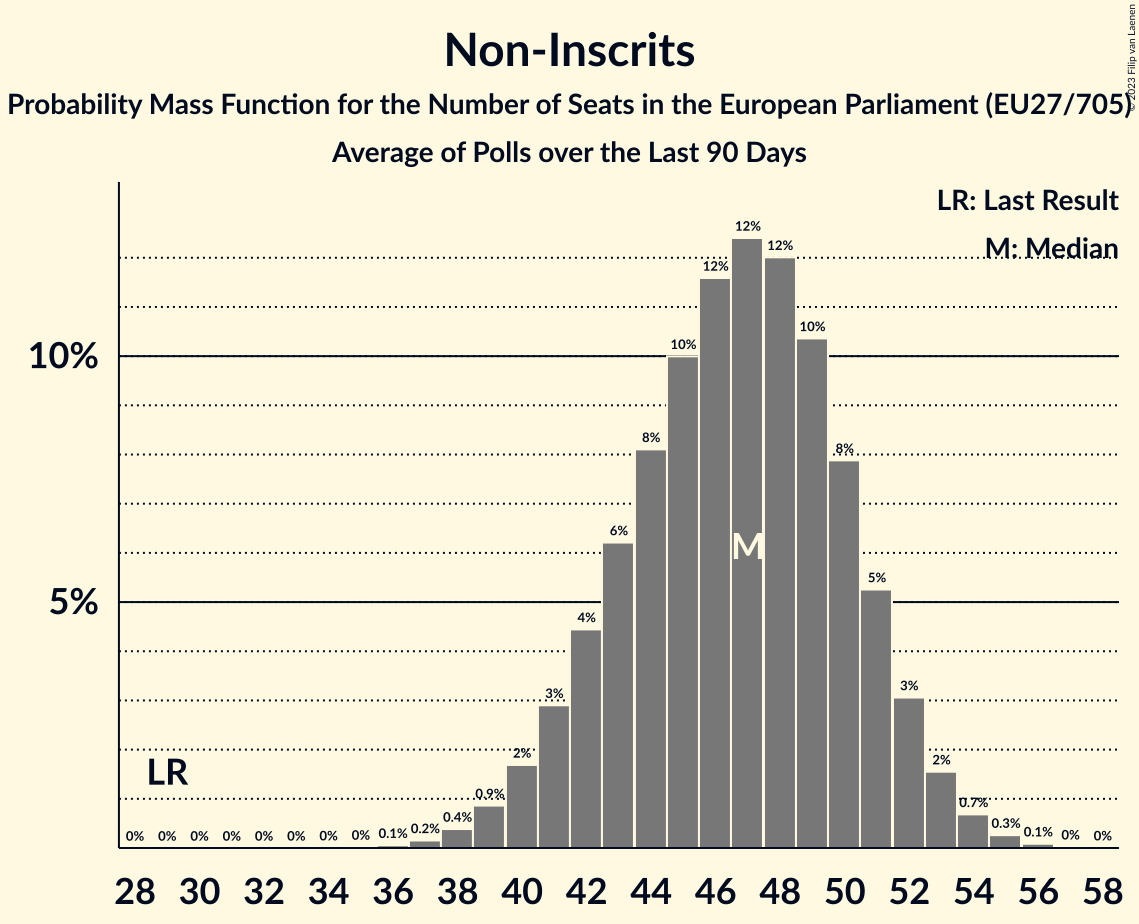 Non-Inscrits
Probability Mass Function for the Number of Seats in the European Parliament (EU27/705)
Average of Polls over the Last 90 Days
© 2023 Filip van Laenen
LR: Last Result
M: Median
10%
5%
LR
M
0% 0% 0% 0% 0% 0% 0% 0% 0.1% 0.2% 0.4% 0.9% 2% 3% 4% 6% 8% 10% 12% 12% 12% 10% 8% 5% 3% 2% 0.7% 0.3% 0.1% 0% 0%
28 30 32 34 36 38 40 42 44 46 48 50 52 54 56 58